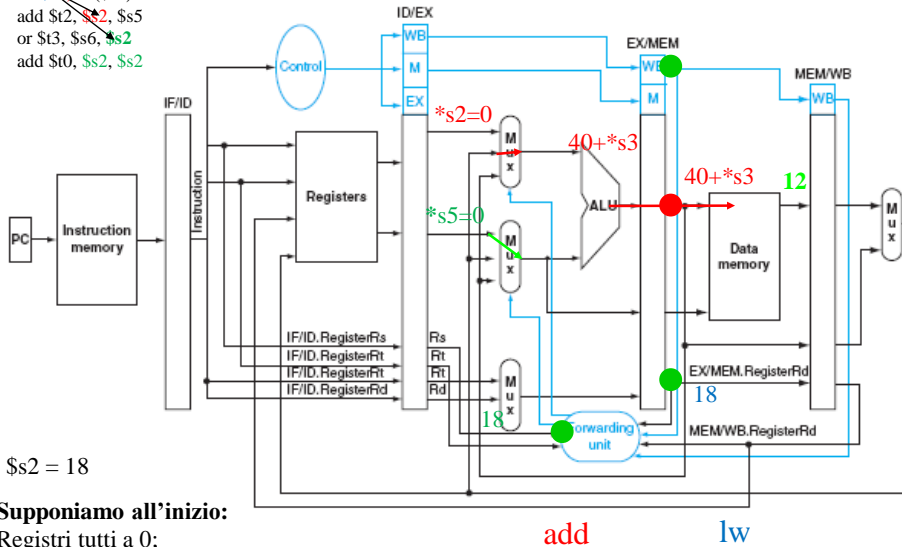 add $t2, $s2, $s5
or $t3, $s6, $s2
add $t0, $s2, $s2
ID/EX
WB
M
EX
Control
EX/MEM
WB
M
MEM/WB
WB
IF/ID
*s2=0
M
u
x
40+*s3
40+*s3
12
PC
Instruction
memory
Instruction
Registers
*s5=0
M
u
x
ALU
Data
memory
M
u
x
IF/ID.RegisterRs
IF/ID.RegisterRt
IF/ID.RegisterRt
IF/ID.RegisterRd
Rs
Rt
Rt
Rd
M
u
x
18
EX/MEM.RegisterRd
18
Forwarding
unit
MEM/WB.RegisterRd
$s2 = 18
Supponiamo all'inizio:
Registri tutti a 0;
add
lw